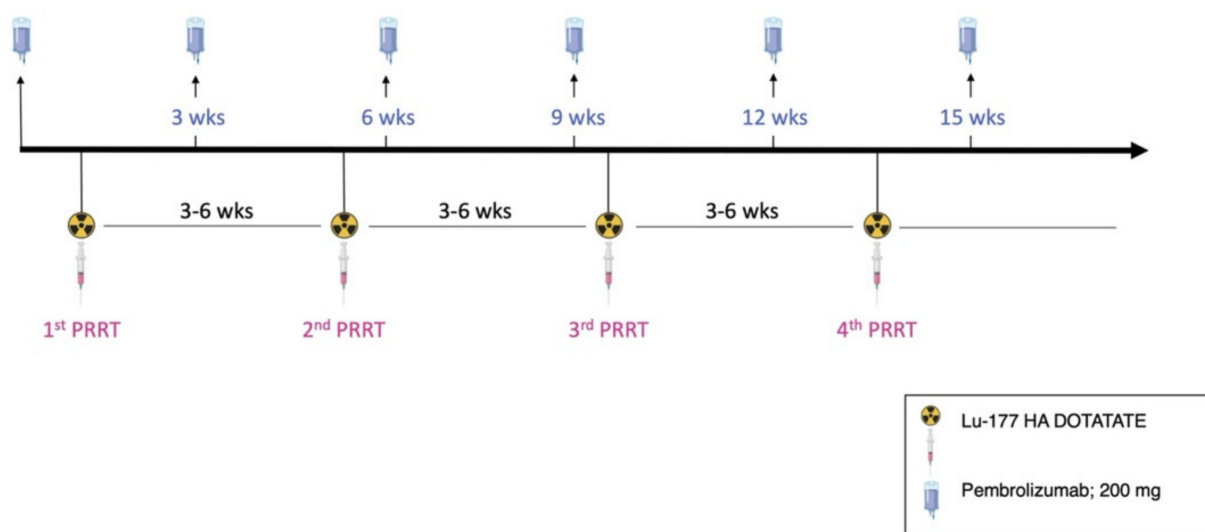 3 wks 6 wks 9 wks 12 wks 15 wks
3-6 wks 3-6 wks 3-6 wks
1st PRRT 2nd PRRT 3rd PRRT 4th PRRT
Lu-177 HA DOTATATE
Pembrolizumab; 200 mg